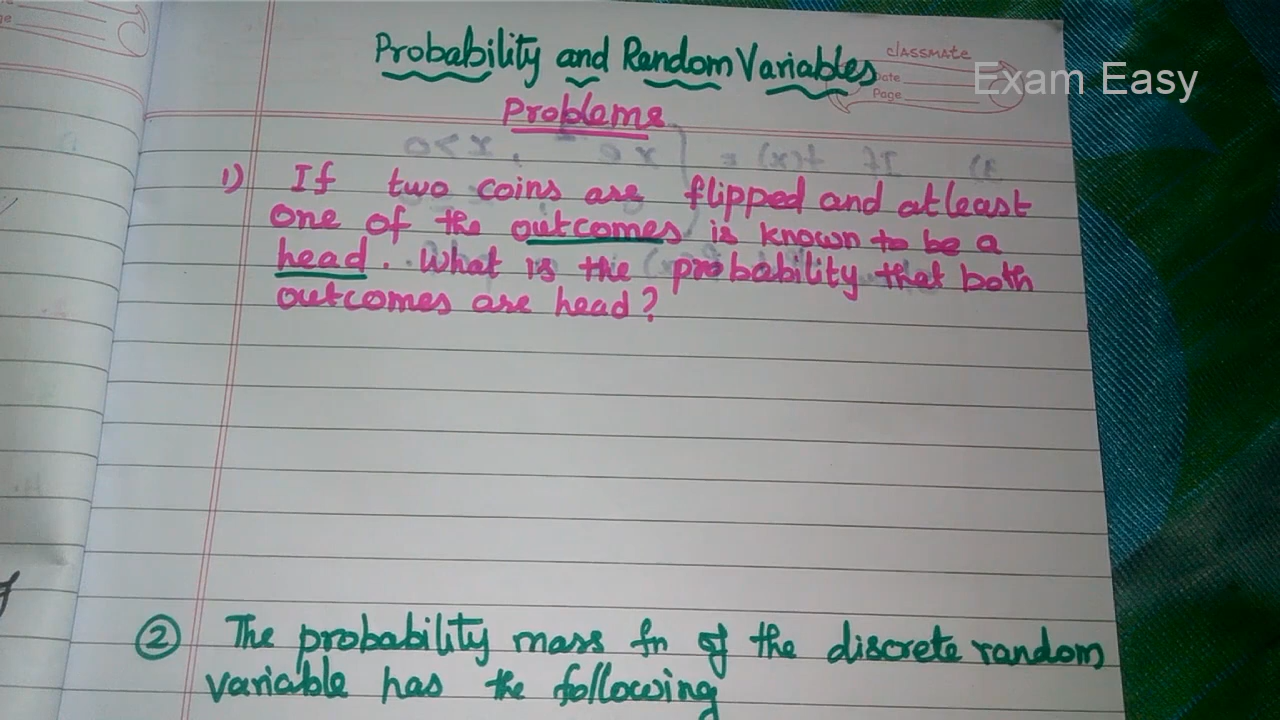 Probability and Random Variables
classmate
Exam Easy
Date
Page
Problems
1) If two coins are flipped and atleast
one of the outcomes is known to be a
head. What is the probability that both
outcomes are head?
2 The probability mass fn of the discrete random
variable has the following